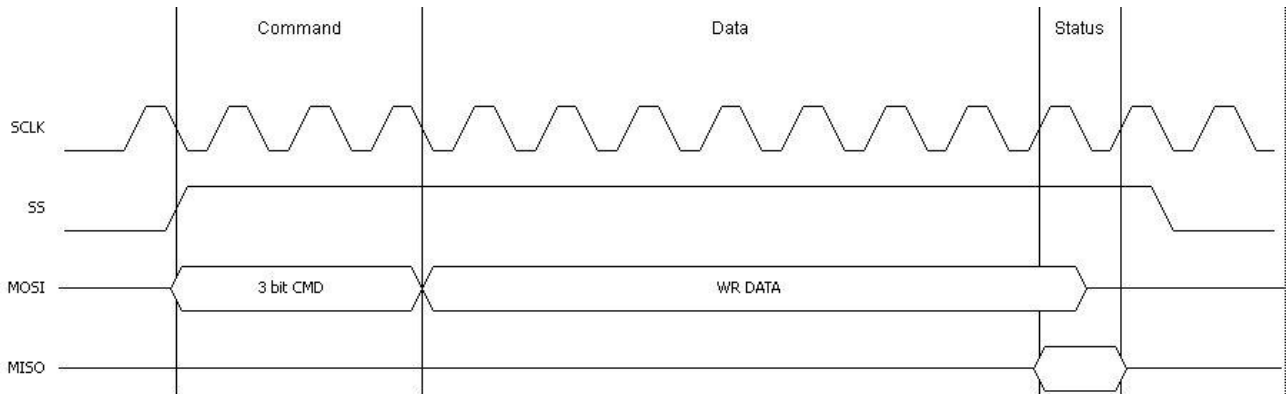 Command Data Status
SCLK
SS
MOSI 3 bit CMD WR DATA
MISO